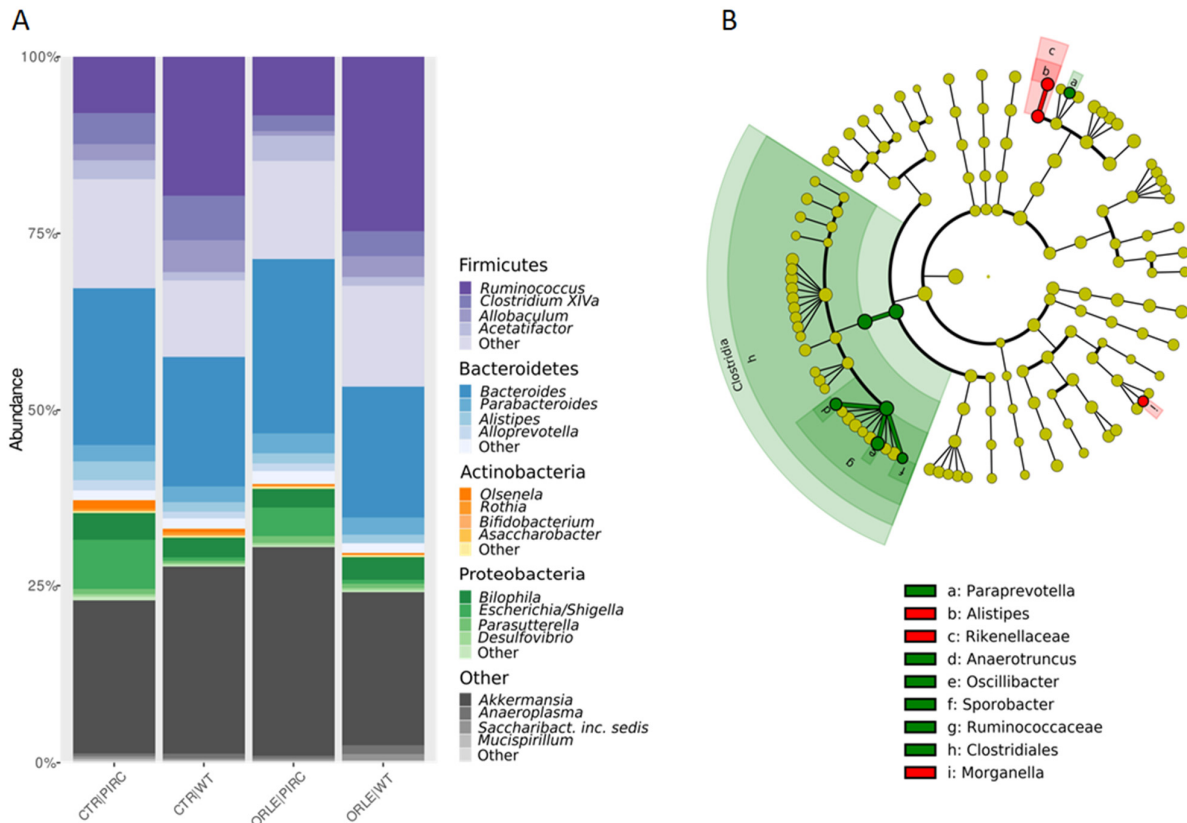 A
100%
75%
50%
25%
0%
Abundance
CTR|PIRC
CTR|WT
ORLE|PIRC
ORLE|WT
Firmicutes
Ruminococcus
Clostridium XIVa
Allobaculum
Acetatifactor
Other
Bacteroidetes
Bacteroides
Parabacteroides
Alistipes
Alloprevotella
Other
Actinobacteria
Olsenela
Rothia
Bifidobacterium
Asaccharobacter
Other
Proteobacteria
Bilophila
Escherichia/Shigella
Parasutterella
Desulfovibrio
Other
Other
Akkermansia
Anaeroplasma
Saccharibact. inc. sedis
Mucispirillum
Other
B
c
b
a
Clostridia
h
d
e
f
g
i
a: Paraprevotella
b: Alistipes
c: Rikenellaceae
d: Anaerotruncus
e: Oscillibacter
f: Sporobacter
g: Ruminococcaceae
h: Clostridiales
i: Morganella